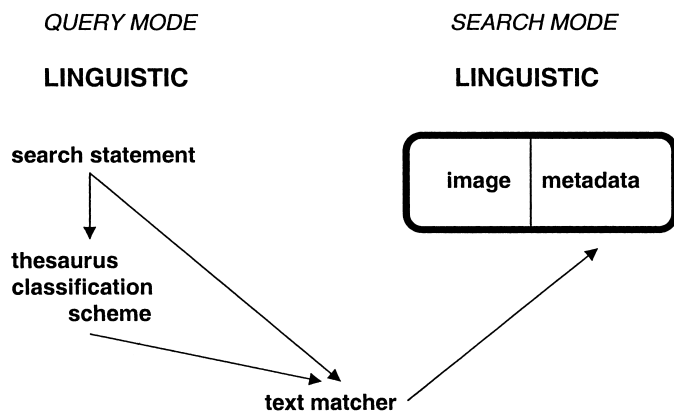 QUERY MODE
SEARCH MODE
LINGUISTIC
LINGUISTIC
search statement
image
metadata
thesaurus
classification
scheme
text matcher